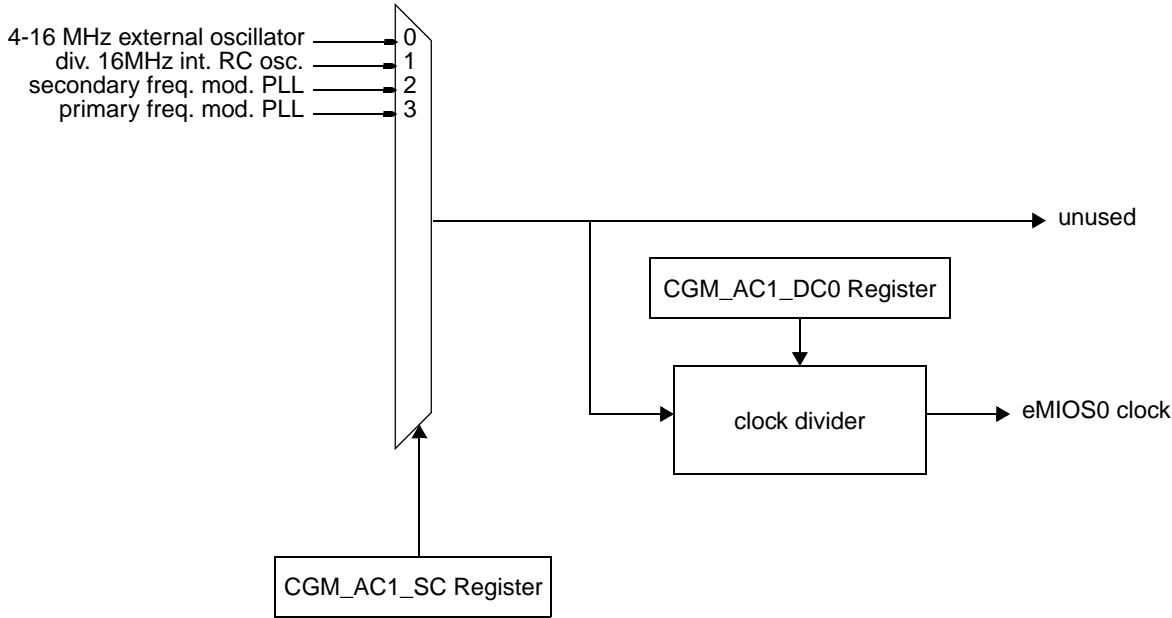 4-16 MHz external oscillator
0
div. 16MHz int. RC osc.
1
secondary freq. mod. PLL
2
primary freq. mod. PLL
3
unused
CGM_AC1_DC0 Register
clock divider
eMIOS0 clock
CGM_AC1_SC Register